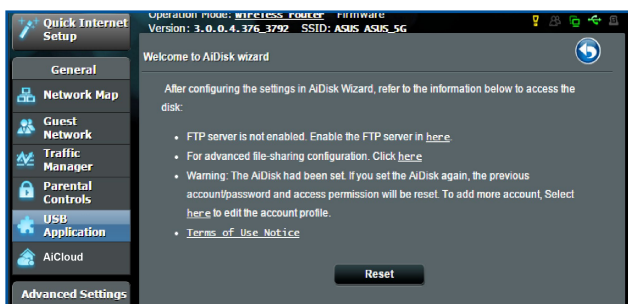 Quick Internet
Setup
General
Network Map
Guest
Network
Traffic
Manager
Parental
Controls
USB
Application
AiCloud
Advanced Settings
Operation Mode: Wireless router Firmware
Version: 3.0.0.4.376_3792 SSID: ASUS ASUS_5G
Welcome to AiDisk wizard
After configuring the settings in AiDisk Wizard, refer to the information below to access the
disk:
• FTP server is not enabled. Enable the FTP server in here.
• For advanced file-sharing configuration. Click here
• Warning: The AiDisk had been set. If you set the AiDisk again, the previous
account/password and access permission will be reset. To add more account, Select
here to edit the account profile.
• Terms of Use Notice
Reset